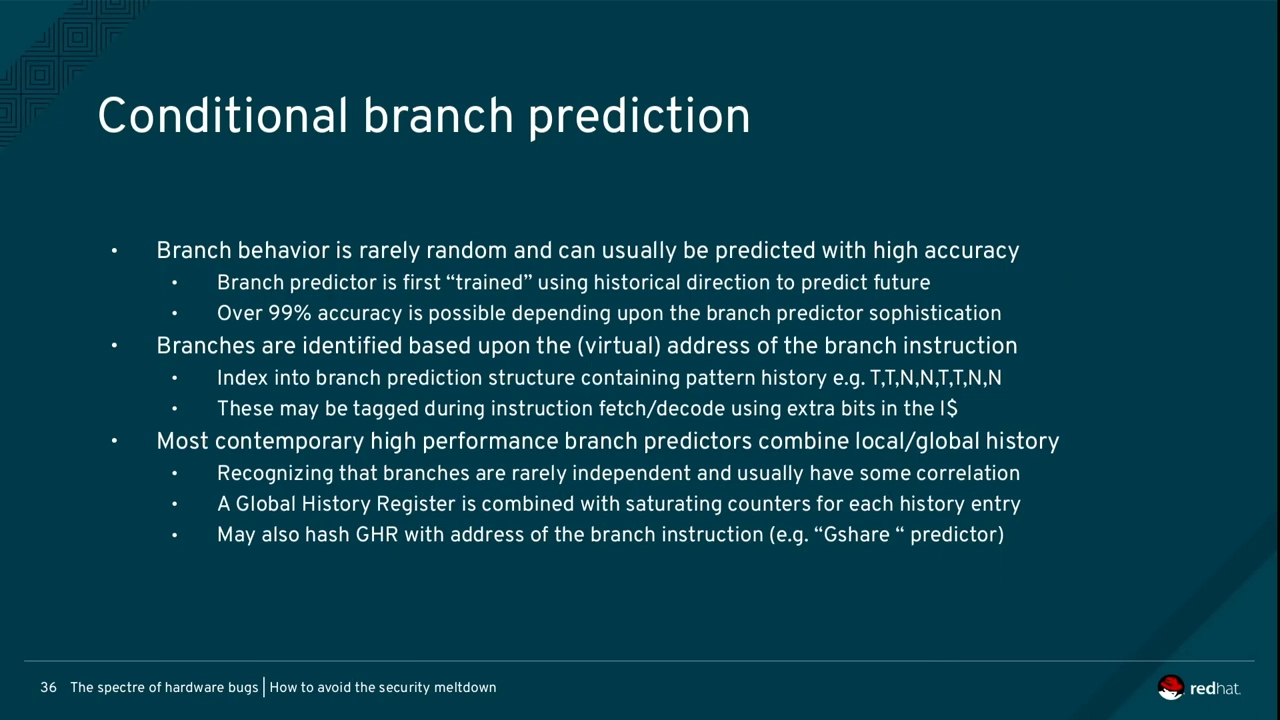 Conditional branch prediction
• Branch behavior is rarely random and can usually be predicted with high accuracy
• Branch predictor is first “trained” using historical direction to predict future
• Over 99% accuracy is possible depending upon the branch predictor sophistication
• Branches are identified based upon the (virtual) address of the branch instruction
• Index into branch prediction structure containing pattern history e.g. T,T,N,N,T,T,N,N
• These may be tagged during instruction fetch/decode using extra bits in the I$
• Most contemporary high performance branch predictors combine local/global history
• Recognizing that branches are rarely independent and usually have some correlation
• A Global History Register is combined with saturating counters for each history entry
• May also hash GHR with address of the branch instruction (e.g. “Gshare “ predictor)
36 The spectre of hardware bugs | How to avoid the security meltdown
redhat.